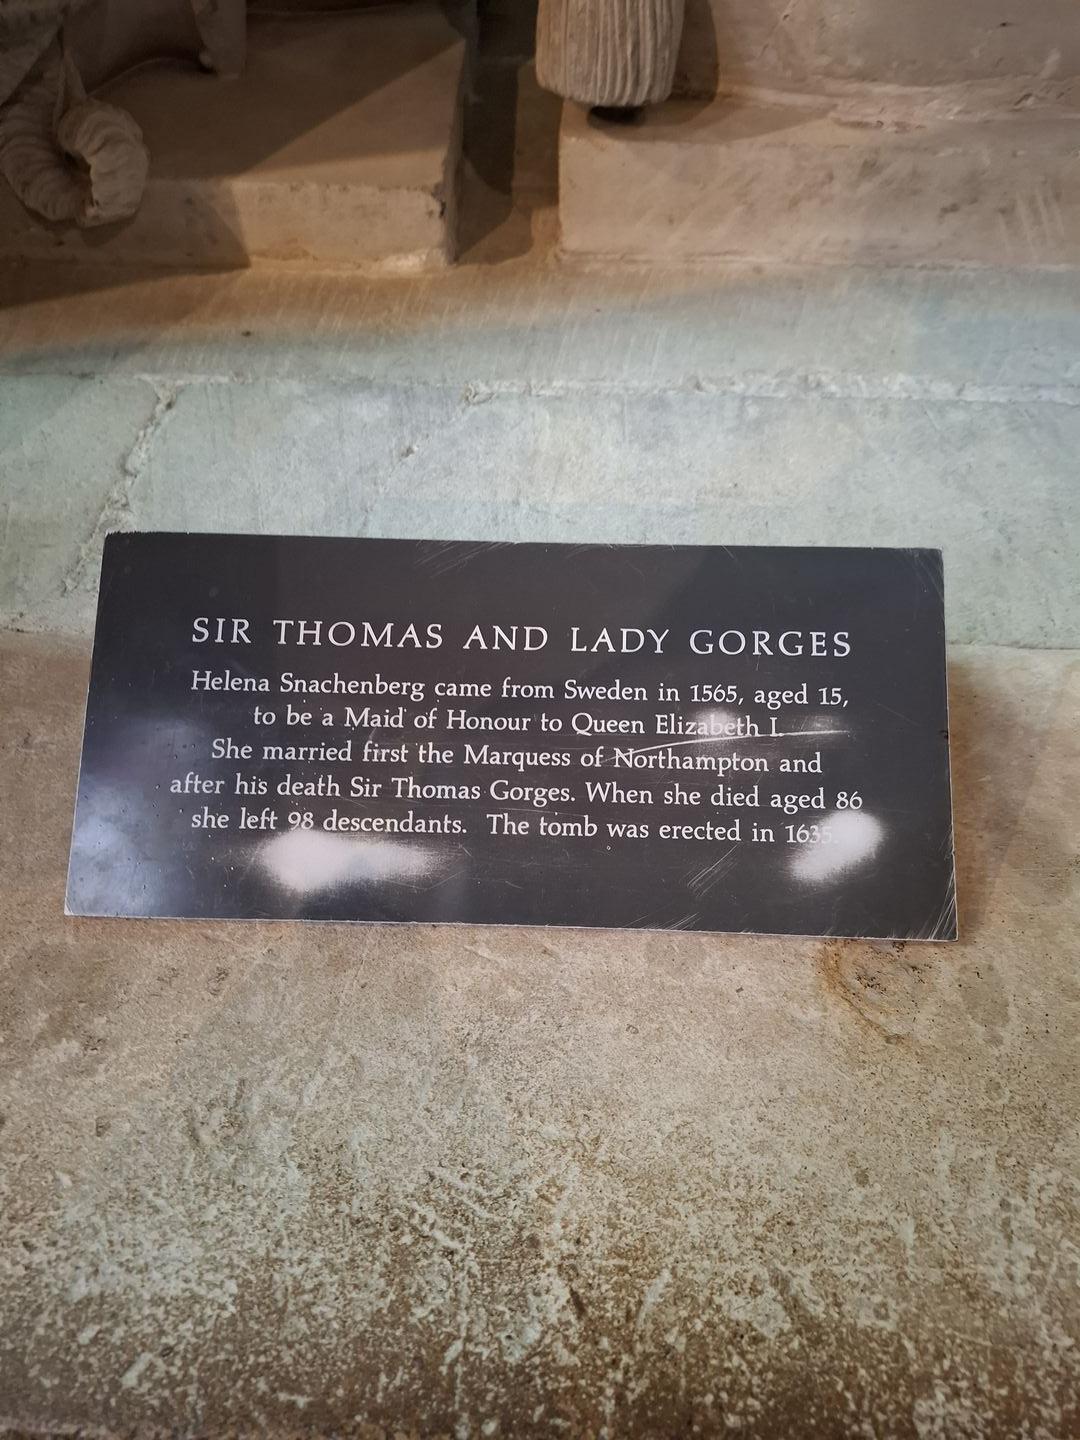 SIR THOMAS AND LADY GORGES
Helena Snachenberg came from Sweden in 1565, aged 15,
to be a Maid of Honour to Queen Elizabeth I.
She married first the Marquess of Northampton and
after his death Sir Thomas Gorges. When she died aged 86
she left 98 descendants. The tomb was erected in 1635.